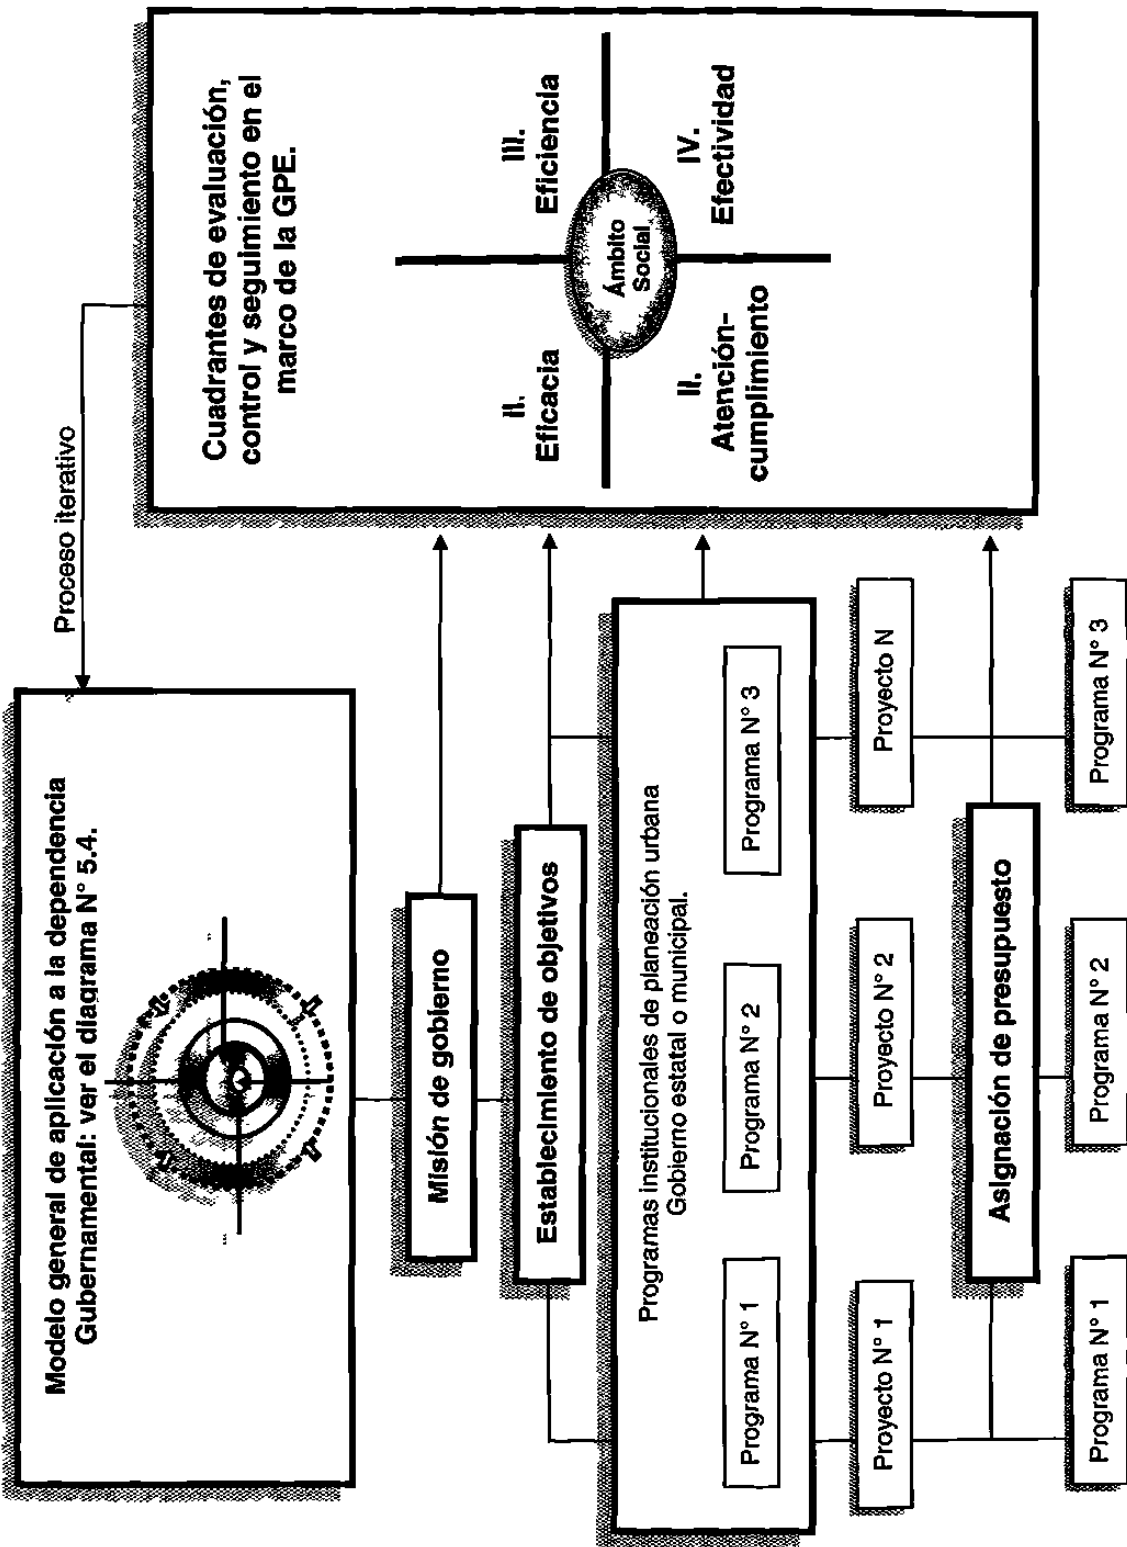 Modelo general de aplicación a la dependencia
Gubernamental: ver el diagrama N° 5.4.
Proceso iterativo
Cuadrantes de evaluación,
control y seguimiento en el
marco de la GPE.
II.
Eficacia
III.
Eficiencia
Ámbito
Social
II.
Atención-
cumplimiento
IV.
Efectividad
Misión de gobierno
Establecimiento de objetivos
Programas institucionales de planeación urbana
Gobierno estatal o municipal.
Programa N° 1
Programa N° 2
Programa N° 3
Proyecto N° 1
Proyecto N° 2
Proyecto N
Asignación de presupuesto
Programa N° 1
Programa N° 2
Programa N° 3